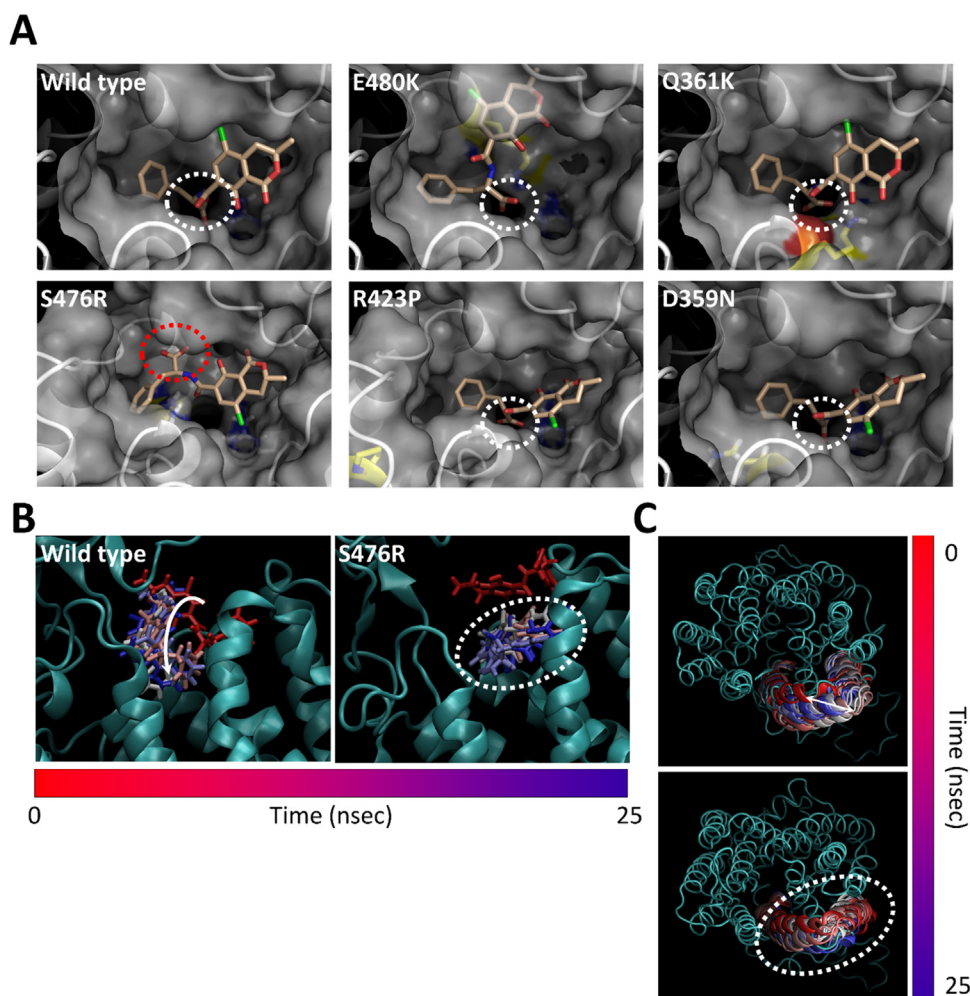 A
Wild type
E480K
Q361K
S476R
R423P
D359N
B
Wild type
S476R
0
Time (nsec)
25
C
0
Time (nsec)
25